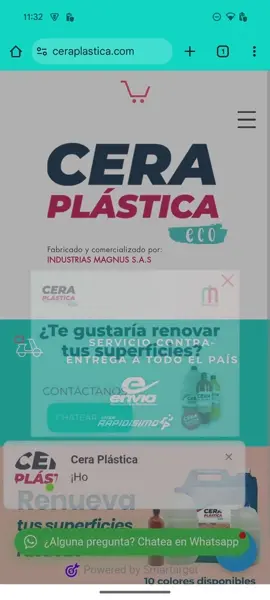 11:32
ceraplastica.com
1
CERA
PLÁSTICA
eco
Fabricado y comercializado por:
INDUSTRIAS MAGNUS S.A.S
CERA
PLÁSTICA
¿Te gustaría renovar
tus superficies?
SERVICIO CONTRA-
ENTREGA A TODO EL PAÍS
CONTÁCTANOS
envia
CHATEAR
RAPIDISIMO
Cera Plástica
¡Ho
Renueva
tus superficies
¿Alguna pregunta? Chatea en Whatsapp
Powered by Smartarget
10 colores disponibles